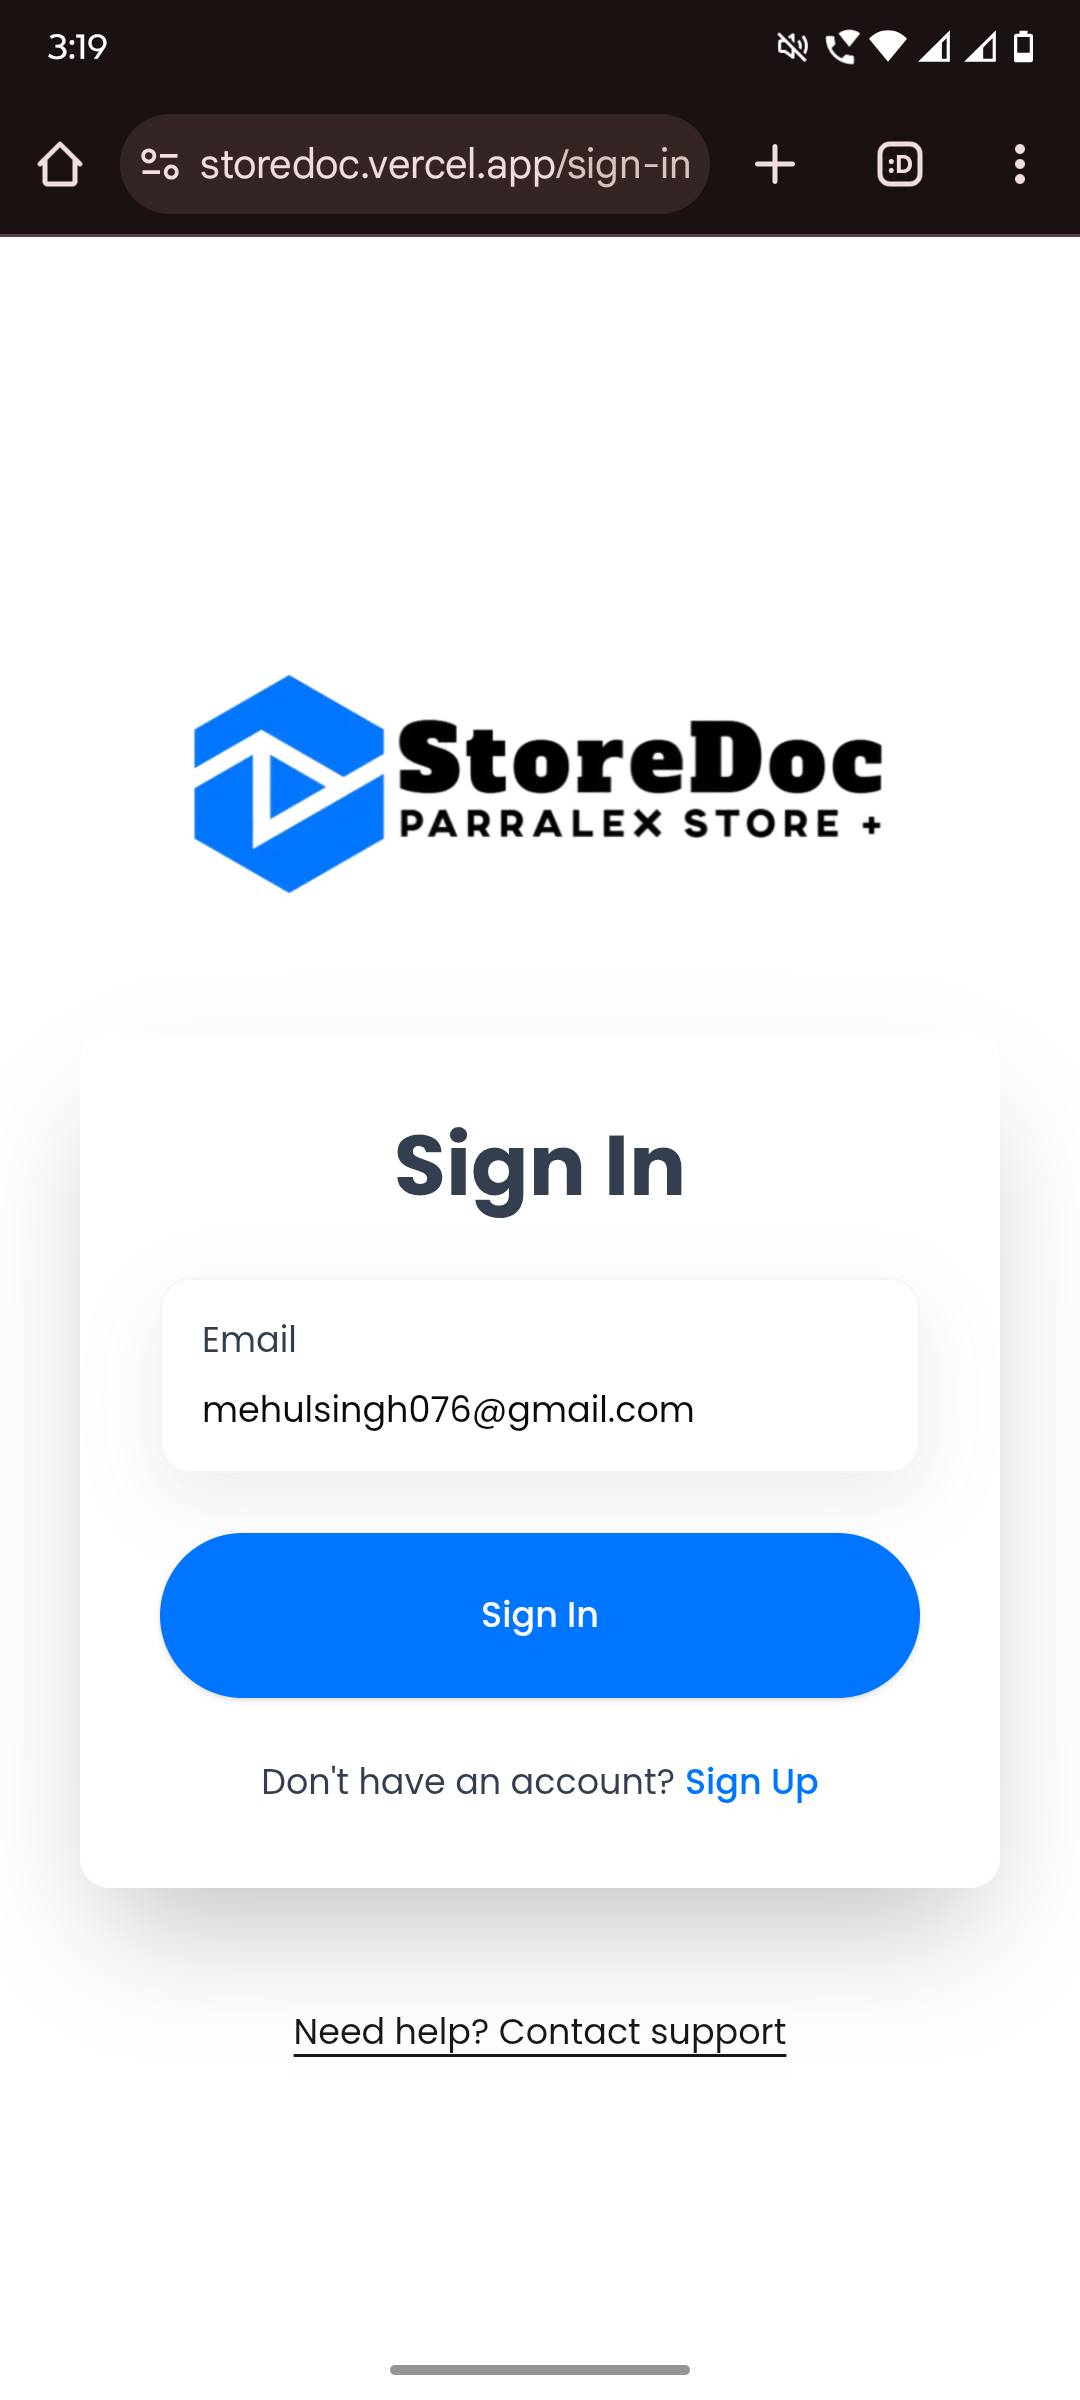 3:19
storedoc.vercel.app/sign-in
:D
StoreDoc
PARRALEX STORE +
Sign In
Email
mehulsingh076@gmail.com
Sign In
Don't have an account? Sign Up
Need help? Contact support